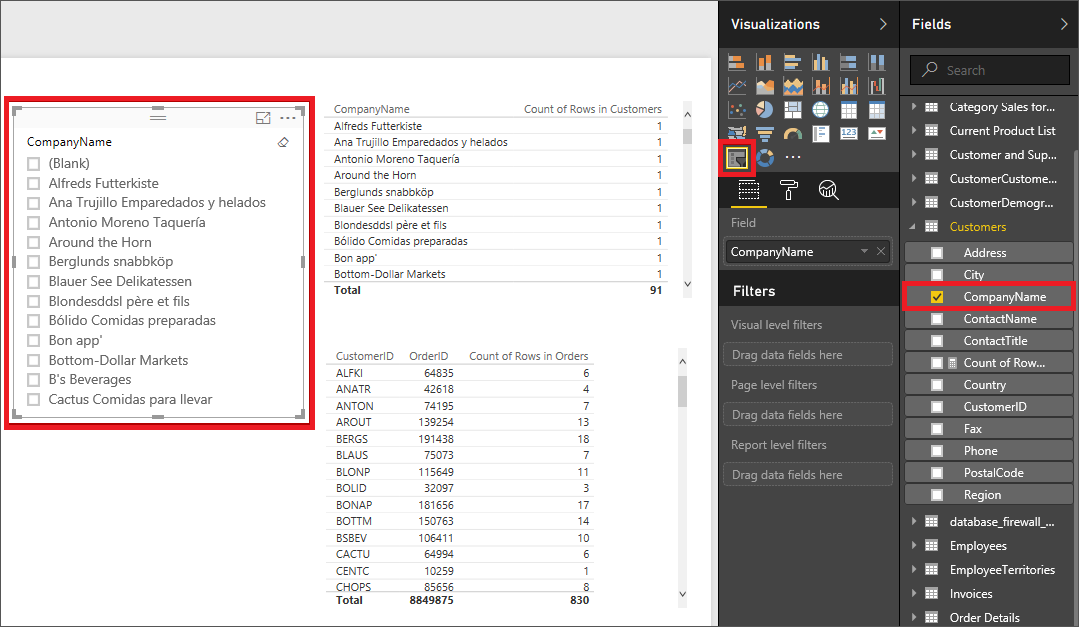 CompanyName
(Blank)
Alfreds Futterkiste
Ana Trujillo Emparedados y helados
Antonio Moreno Taquería
Around the Horn
Berglunds snabbköp
Blauer See Delikatessen
Blondesddsl père et fils
Bólido Comidas preparadas
Bon app'
Bottom-Dollar Markets
B's Beverages
Cactus Comidas para llevar
CompanyName Count of Rows in Customers
Alfreds Futterkiste 1
Ana Trujillo Emparedados y helados 1
Antonio Moreno Taquería 1
Around the Horn 1
Berglunds snabbköp 1
Blauer See Delikatessen 1
Blondesddsl père et fils 1
Bólido Comidas preparadas 1
Bon app' 1
Bottom-Dollar Markets 1
Total 91
CustomerID OrderID Count of Rows in Orders
ALFKI 64835 6
ANATR 42618 4
ANTON 74195 7
AROUT 139254 13
BERGS 191438 18
BLAUS 75073 7
BLONP 115649 11
BOLID 32097 3
BONAP 181656 17
BOTTM 150763 14
BSBEV 106411 10
CACTU 64994 6
CENTC 10259 1
CHOPS 85656 8
Total 8849875 830
Visualizations
123
Field
CompanyName
Filters
Visual level filters
Drag data fields here
Page level filters
Drag data fields here
Report level filters
Drag data fields here
Fields
Search
Category Sales for...
Current Product List
Customer and Sup...
CustomerCustome...
CustomerDemogr...
Customers
Address
City
CompanyName
ContactName
ContactTitle
Count of Row...
Country
CustomerID
Fax
Phone
PostalCode
Region
database_firewall_...
Employees
EmployeeTerritories
Invoices
Order Details